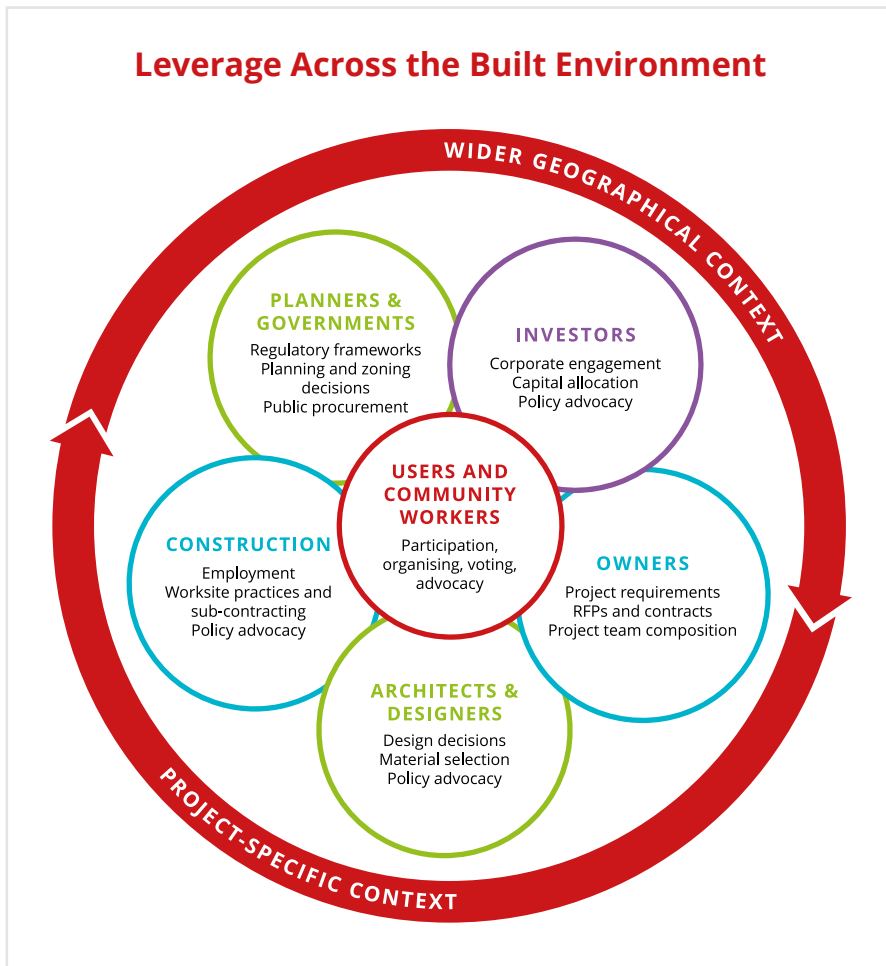 Leverage Across the Built Environment
WIDER GEOGRAPHICAL CONTEXT
PLANNERS &
GOVERNMENTS
Regulatory frameworks
Planning and zoning
decisions
Public procurement
INVESTORS
Corporate engagement
Capital allocation
Policy advocacy
USERS AND
COMMUNITY
WORKERS
Participation,
organising, voting,
advocacy
CONSTRUCTION
Employment
Worksite practices and
sub-contracting
Policy advocacy
OWNERS
Project requirements
RFPs and contracts
Project team composition
ARCHITECTS &
DESIGNERS
Design decisions
Material selection
Policy advocacy
PROJECT-SPECIFIC CONTEXT